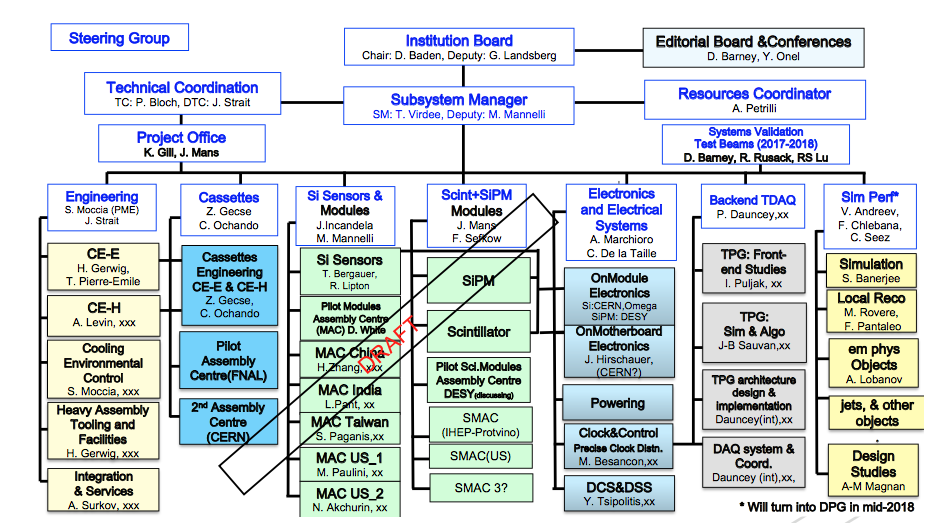 Steering Group
Institution Board
Chair: D. Baden, Deputy: G. Landsberg
Editorial Board &Conferences
D. Barney, Y. Onel
Technical Coordination
TC: P. Bloch, DTC: J. Strait
Subsystem Manager
SM: T. Virdee, Deputy: M. Mannelli
Resources Coordinator
A. Petrilli
Project Office
K. Gill, J. Mans
Systems Validation
Test Beams (2017-2018)
D. Barney, R. Rusack, RS Lu
Engineering
S. Moccia (PME)
J. Strait
CE-E
H. Gerwig,
T. Pierre-Emile
CE-H
A. Levin, xxx
Cooling
Environmental
Control
S. Moccia, xxx
Heavy Assembly
Tooling and
Facilities
H. Gerwig, xxx
Integration
& Services
A. Surkov, xxx
Cassettes
Z. Gecse
C. Ochando
Cassettes
Engineering
CE-E & CE-H
Z. Gecse,
C. Ochando
Pilot
Assembly
Centre(FNAL)
2nd Assembly
Centre
(CERN)
Si Sensors &
Modules
J.Incandela
M. Mannelli
Si Sensors
T. Bergauer,
R. Lipton
Pilot Modules
Assembly Centre
(MAC) D. White
MAC China
H.Zhang, xxx
MAC India
L.Pant, xx
MAC Taiwan
S. Paganis,xx
MAC US_1
M. Paulini, xx
MAC US_2
N. Akchurin, xx
Scint+SiPM
Modules
J. Mans
F. Sefkow
SiPM
Scintillator
Pilot Sci.Modules
Assembly Centre
DESY(discussing)
SMAC
(IHEP-Protvino)
SMAC(US)
SMAC 3?
DRAFT
Electronics
and Electrical
Systems
A. Marchioro
C. De la Taille
OnModule
Electronics
Si:CERN,Omega
SiPM: DESY
OnMotherboard
Electronics
J. Hirschauer,
(CERN?)
Powering
Clock&Control
Precise Clock Distn.
M. Besancon,xx
DCS&DSS
Y. Tsipolitis,xx
Backend TDAQ
P. Dauncey,xx
TPG: Front-
end Studies
I. Puljak, xx
TPG:
Sim & Algo
J-B Sauvan,xx
TPG architecture
design &
implementation
Dauncey(int),xx
DAQ system &
Coord.
Dauncey (int),xx,
Sim Perf*
V. Andreev,
F. Chlebana,
C. Seez
Simulation
S. Banerjee
Local Reco
M. Rovere,
F. Pantaleo
em phys
Objects
A. Lobanov
jets, & other
objects
.
Design
Studies
A-M Magnan
* Will turn into DPG in mid-2018